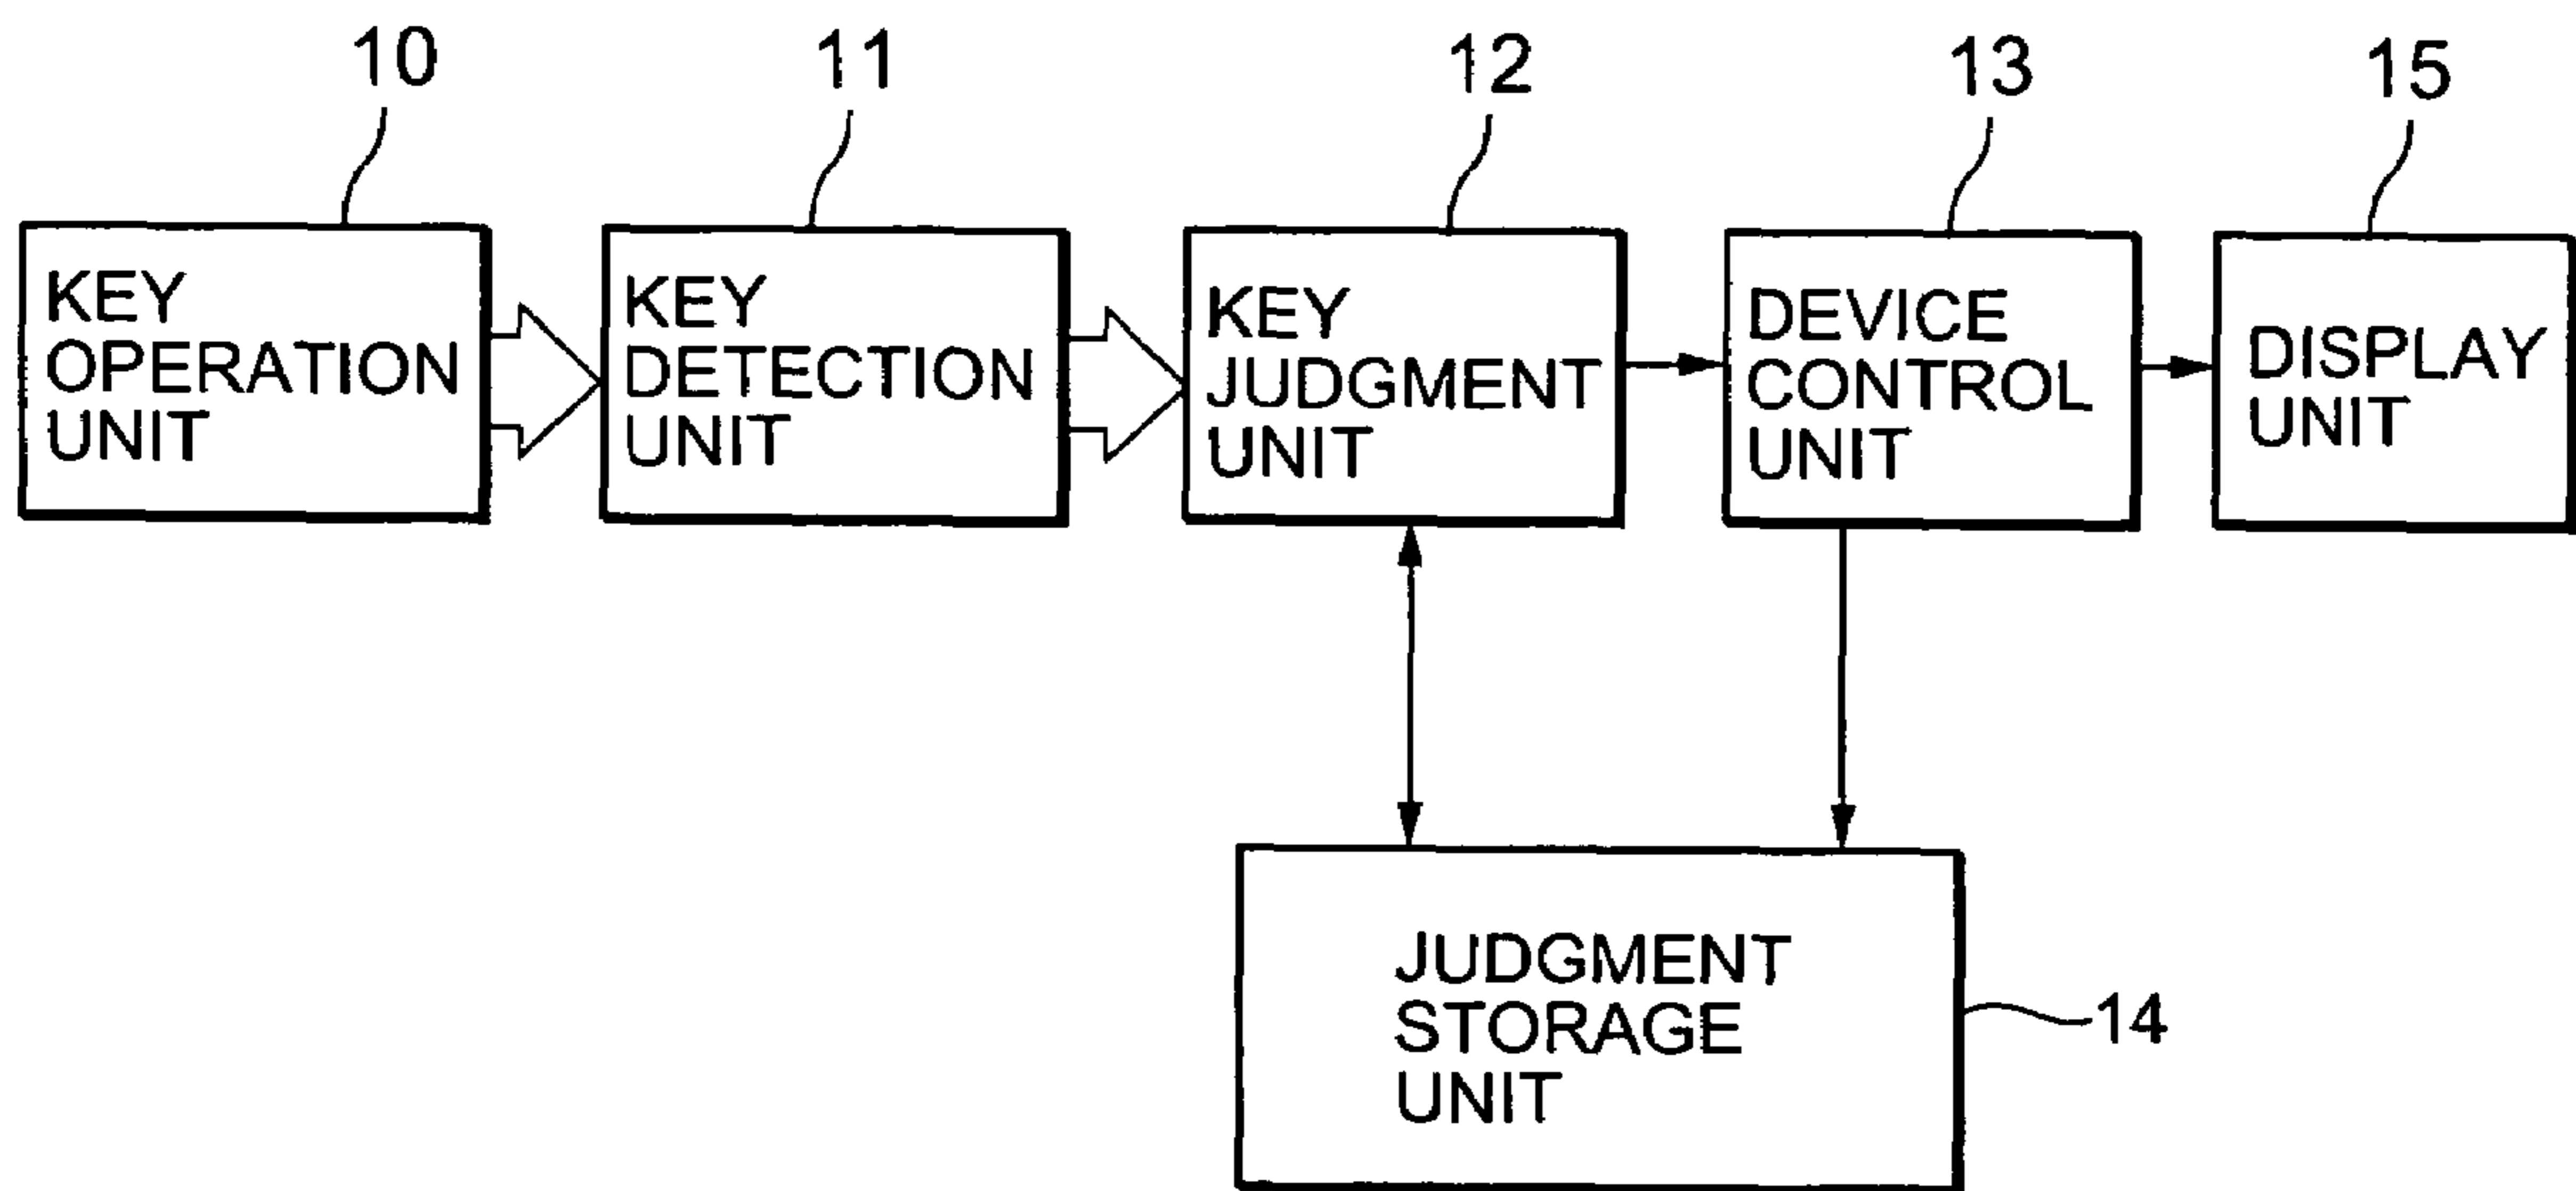 10
11
12
13
15
KEY
OPERATION
UNIT
KEY
DETECTION
UNIT
KEY
JUDGMENT
UNIT
DEVICE
CONTROL
UNIT
DISPLAY
UNIT
JUDGMENT
STORAGE
UNIT
14